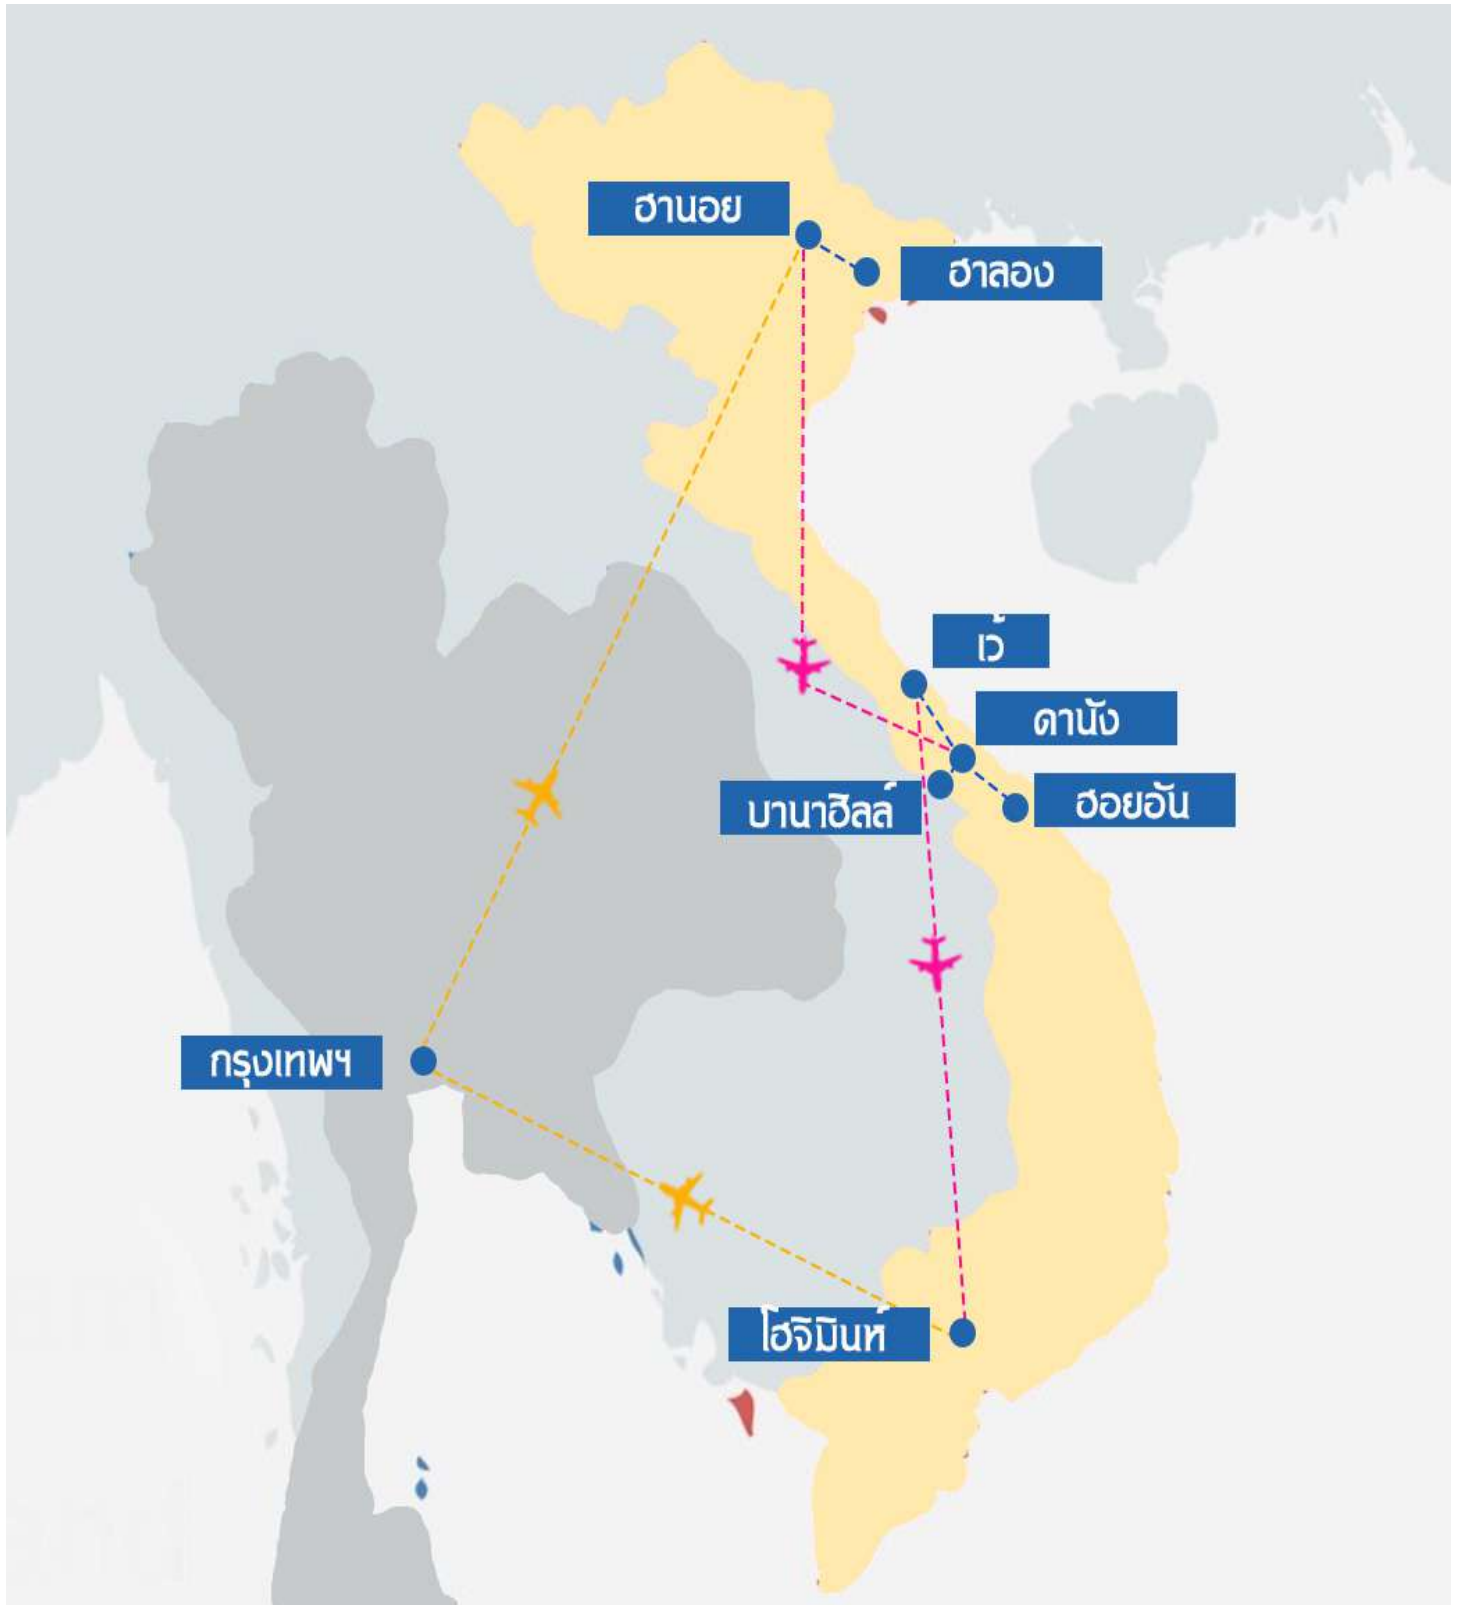 ฮานอย
ฮาลอง
เว้
ดานัง
บานาฮิลล์
ฮอยอัน
กรุงเทพฯ
โฮจิมินห์